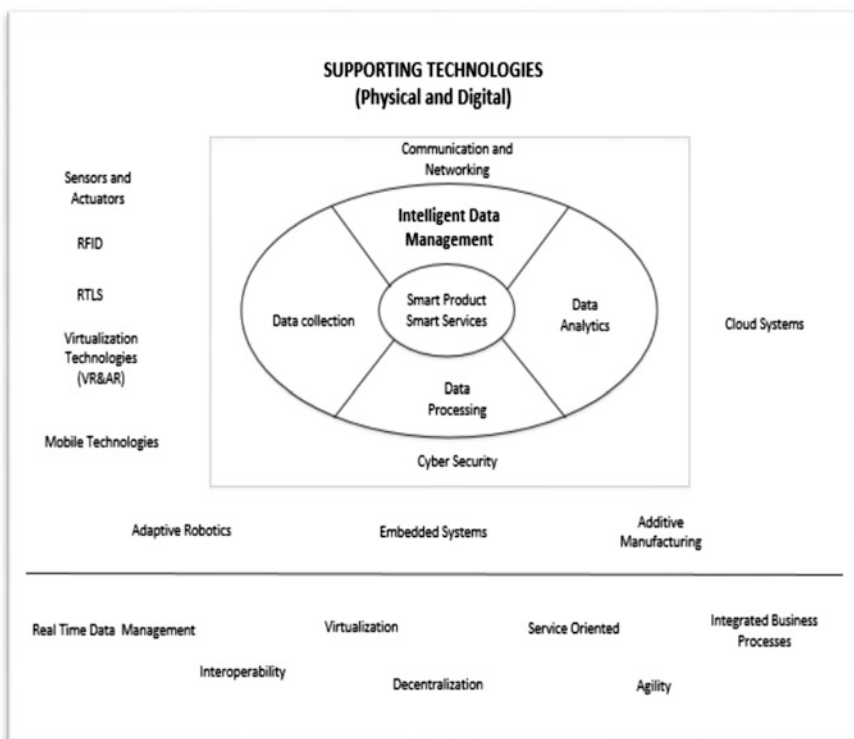 SUPPORTING TECHNOLOGIES
(Physical and Digital)
Communication and
Networking
Sensors and
Actuators
RFID
RTLS
Virtualization
Technologies
(VR&AR)
Mobile Technologies
Intelligent Data
Management
Data collection
Smart Product
Smart Services
Data
Analytics
Data
Processing
Cyber Security
Cloud Systems
Adaptive Robotics
Embedded Systems
Additive
Manufacturing
Real Time Data Management
Virtualization
Service Oriented
Integrated Business
Processes
Interoperability
Decentralization
Agility